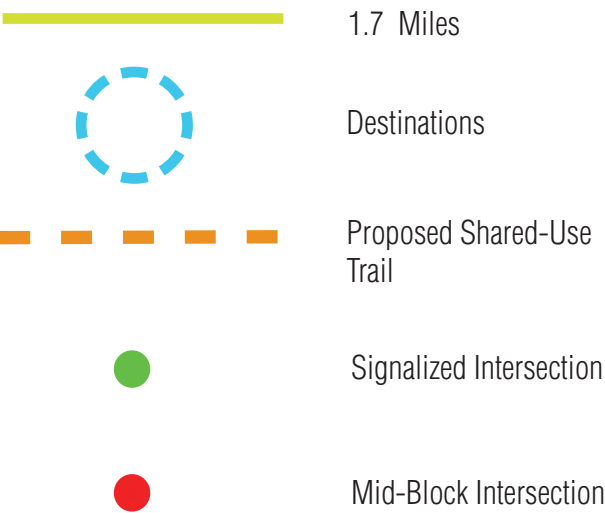 1.7 Miles
Destinations
Proposed Shared-Use
Trail
Signalized Intersection
Mid-Block Intersection